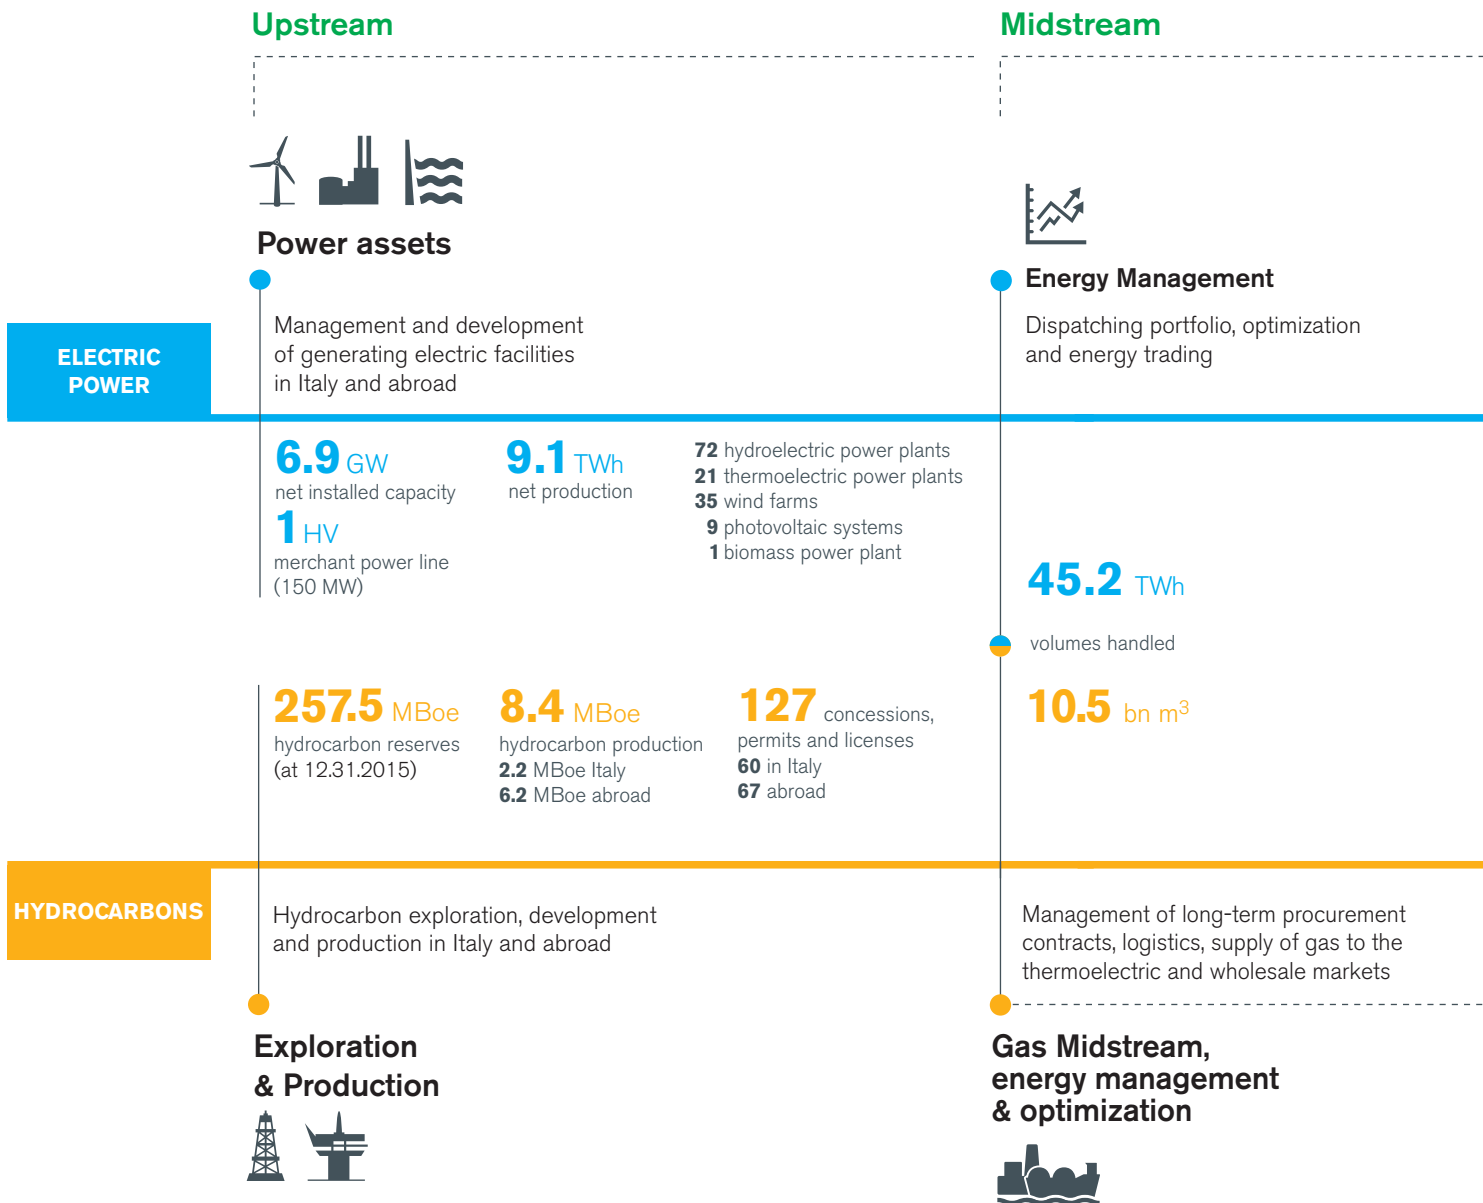 Upstream
Midstream
Power assets
Energy Management
Management and development
of generating electric facilities
in Italy and abroad
Dispatching portfolio, optimization
and energy trading
ELECTRIC
POWER
6.9 GW
net installed capacity
1 HV
merchant power line
(150 MW)
9.1 TWh
net production
72 hydroelectric power plants
21 thermoelectric power plants
35 wind farms
9 photovoltaic systems
1 biomass power plant
45.2 TWh
volumes handled
10.5 bn m³
257.5 MBoe
hydrocarbon reserves
(at 12.31.2015)
8.4 MBoe
hydrocarbon production
2.2 MBoe Italy
6.2 MBoe abroad
127 concessions,
permits and licenses
60 in Italy
67 abroad
HYDROCARBONS
Hydrocarbon exploration, development
and production in Italy and abroad
Management of long-term procurement
contracts, logistics, supply of gas to the
thermoelectric and wholesale markets
Exploration
& Production
Gas Midstream,
energy management
& optimization